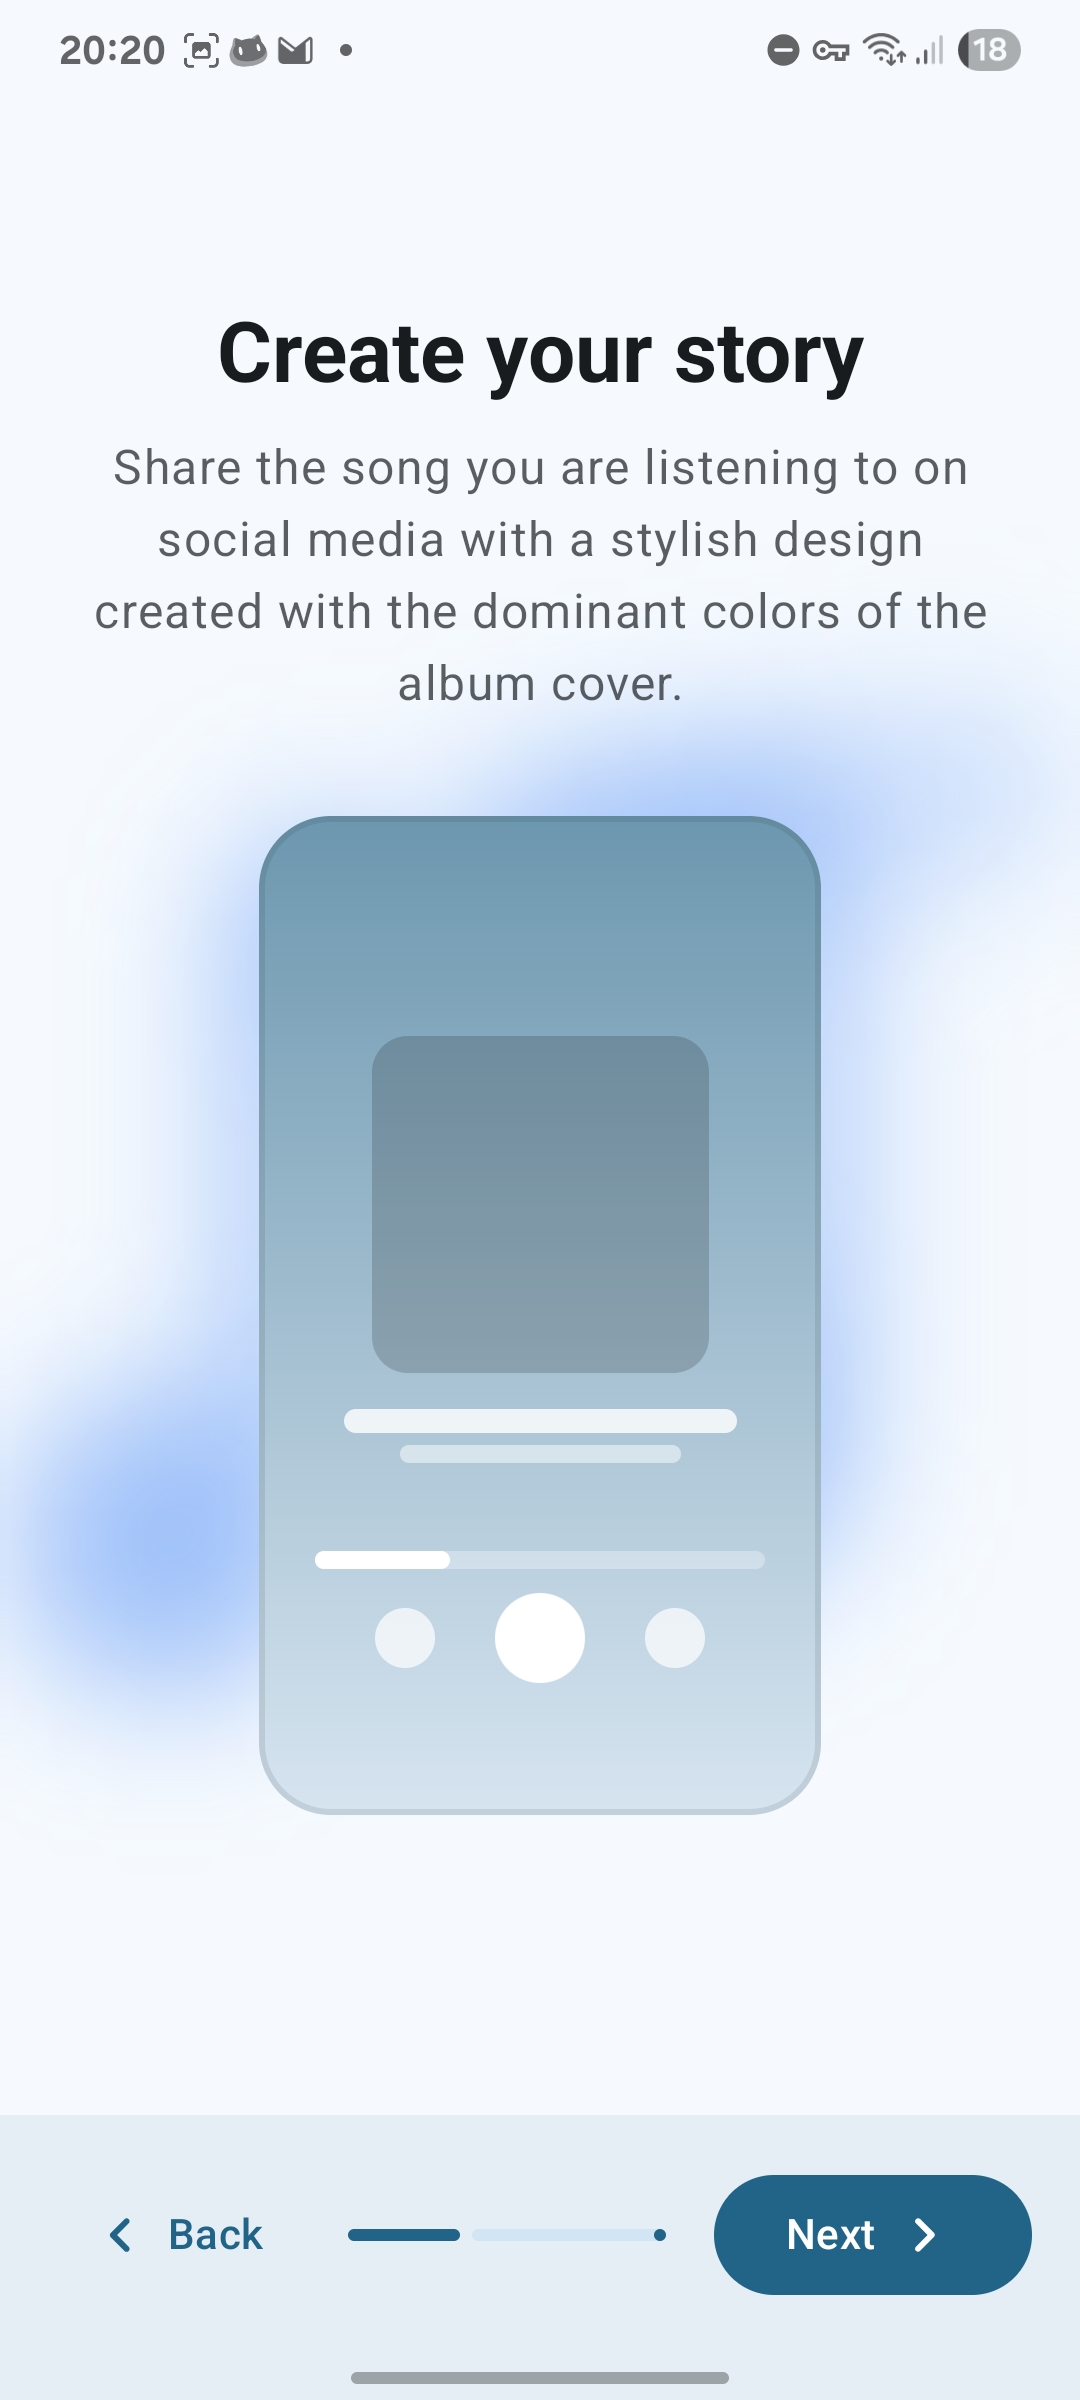 20:20
18
Create your story
Share the song you are listening to on
social media with a stylish design
created with the dominant colors of the
album cover.
Back
Next